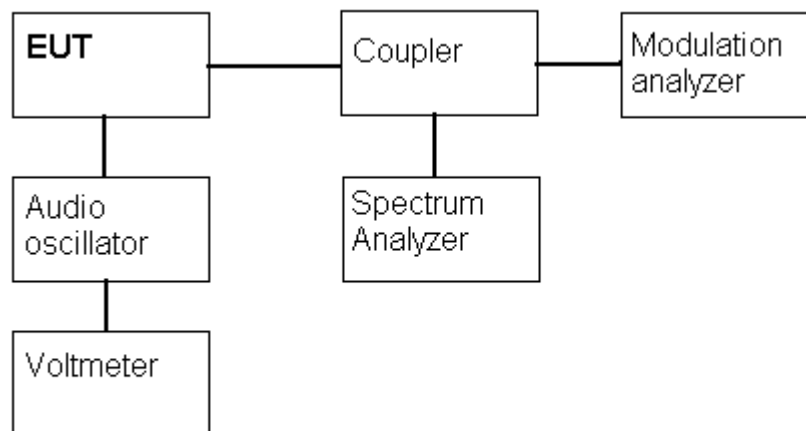 EUT
Coupler
Modulation
analyzer
Audio
oscillator
Spectrum
Analyzer
Voltmeter